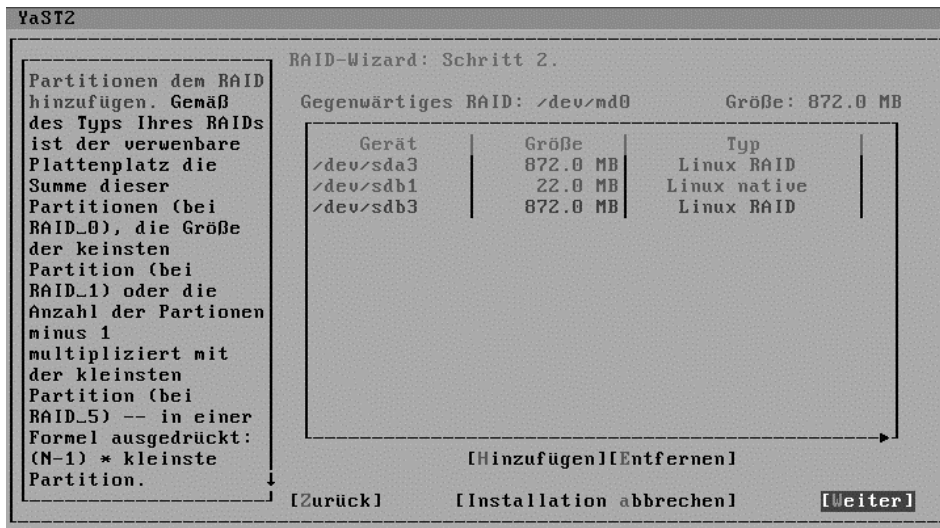 YaST2
Partitionen dem RAID
hinzufügen. Gemäß
des Typs Ihres RAIDs
ist der verwenbare
Plattenplatz die
Summe dieser
Partitionen (bei
RAID_0), die Größe
der keinsten
Partition (bei
RAID_1) oder die
Anzahl der Partionen
minus 1
multipliziert mit
der kleinsten
Partition (bei
RAID_5) -- in einer
Formel ausgedrückt:
(N-1) * kleinste
Partition.
RAID-Wizard: Schritt 2.
Gegenwärtiges RAID: /dev/md0 Größe: 872.0 MB
Gerät Größe Typ
/dev/sda3 872.0 MB Linux RAID
/dev/sdb1 22.0 MB Linux native
/dev/sdb3 872.0 MB Linux RAID
[Hinzufügen][Entfernen]
[Zurück] [Installation abbrechen] [Weiter]